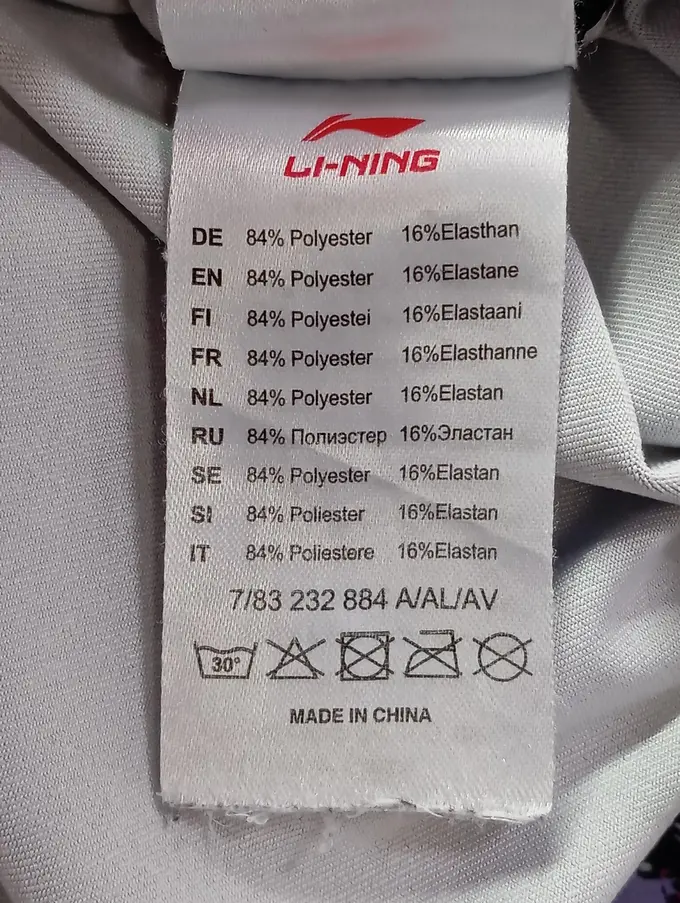 LI-NING
DE 84% Polyester 16%Elasthan
EN 84% Polyester 16%Elastane
FI 84% Polyestei 16%Elastaani
FR 84% Polyester 16%Elasthanne
NL 84% Polyester 16%Elastan
RU 84% Полиэстер 16%Эластан
SE 84% Polyester 16%Elastan
SI 84% Poliester 16%Elastan
IT 84% Poliestere 16%Elastan
7/83 232 884 A/AL/AV
30°
MADE IN CHINA